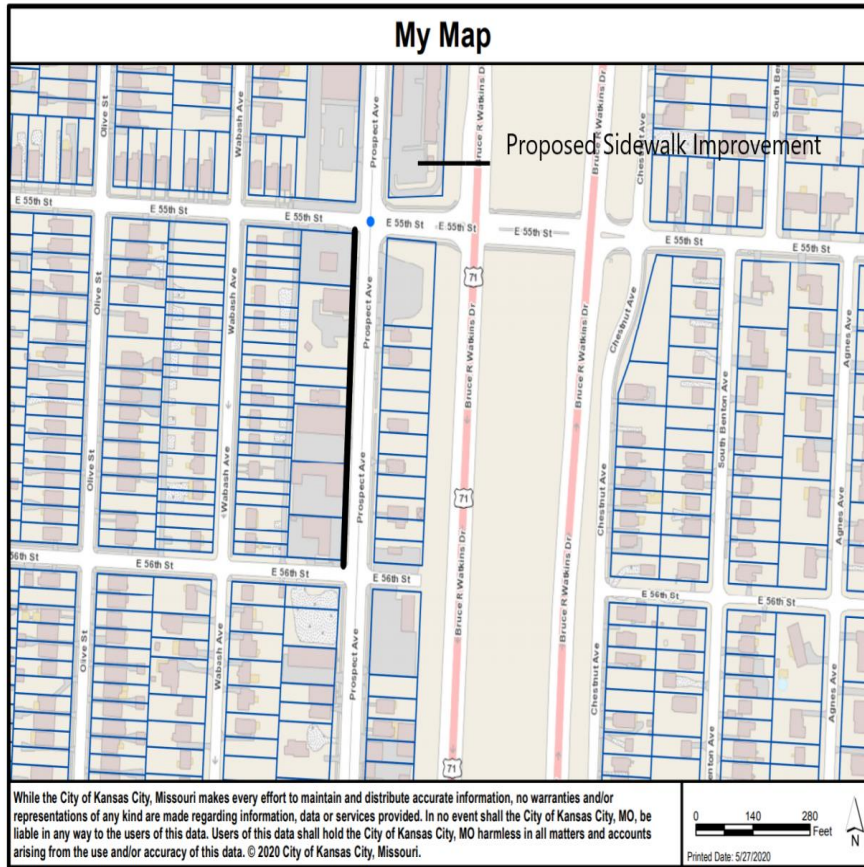 My Map
Olive St
Wabash Ave
Prospect Ave
Bruce R Watkins D
Bruce R Watkins Dr
Chestnut Ave
South Ben
Proposed Sidewalk Improvement
E 55th St
E 55th St
E 55th St
E 55th St
E 55th St
E 55th St
E 55th St
71
Olive St
Wabash Ave
Prospect Ave
Bruce R Watkins Dr
Bruce R Watkins Dr
Chestnut Ave
South Benton Ave
Agnes Ave
Olive St
Wabash Ave
Prospect Ave
71
Bruce R Watkins Dr
Bruce R Watkins Dr
Chestnut Ave
Agnes Ave
56th St
E 56th St
E 56th St
E 56th St
E 56th St
Olive St
Wabash Ave
Prospect Ave
Chestnut Ave
enton Ave
Agnes Ave
71
While the City of Kansas City, Missouri makes every effort to maintain and distribute accurate information, no warranties and/or
representations of any kind are made regarding information, data or services provided. In no event shall the City of Kansas City, MO, be
liable in any way to the users of this data. Users of this data shall hold the City of Kansas City, MO harmless in all matters and accounts
arising from the use and/or accuracy of this data. © 2020 City of Kansas City, Missouri.
0 140 280
Feet
N
Printed Date: 5/27/2020